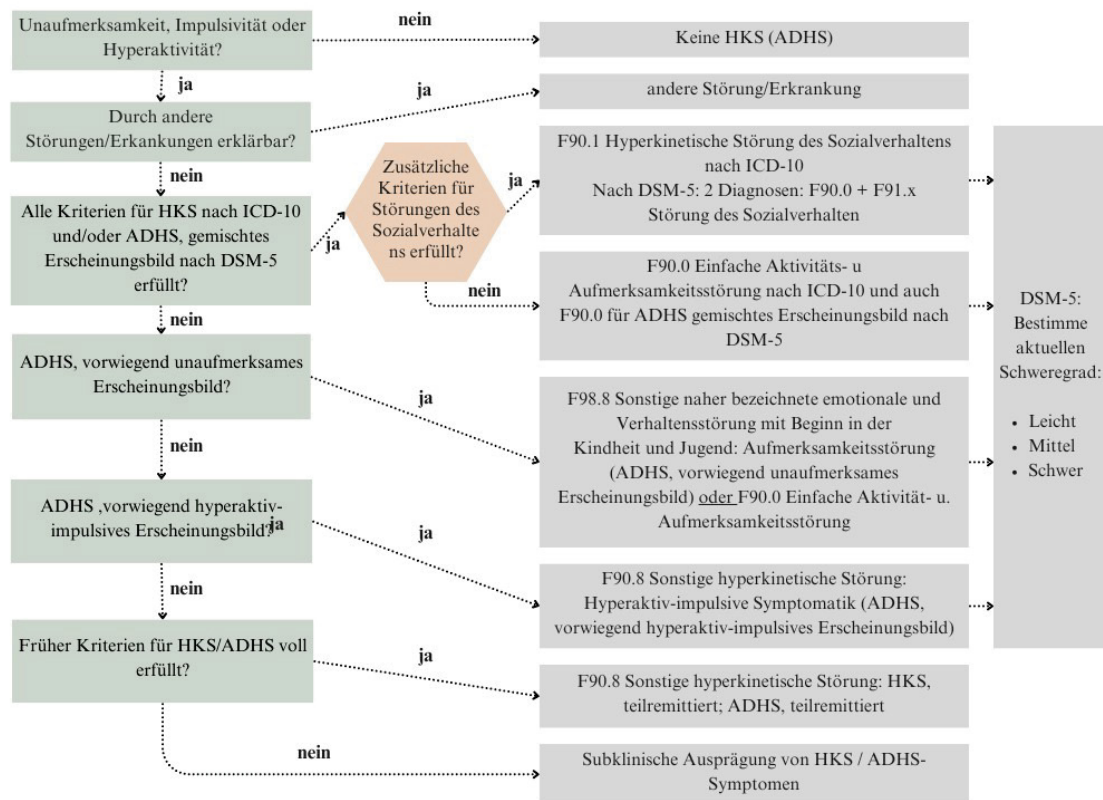 Unaufmerksamkeit, Impulsivität oder
Hyperaktivität?
nein
Keine HKS (ADHS)
ja
Durch andere
Störungen/Erkankungen erklärbar?
ja
andere Störung/Erkrankung
nein
Alle Kriterien für HKS nach ICD-10
und/oder ADHS, gemischtes
Erscheinungsbild nach DSM-5
erfüllt?
ja
Zusätzliche
Kriterien für
Störungen des
Sozialverhalte
ns erfüllt?
ja
F90.1 Hyperkinetische Störung des Sozialverhaltens
nach ICD-10
Nach DSM-5: 2 Diagnosen: F90.0 + F91.x
Störung des Sozialverhalten
nein
F90.0 Einfache Aktivitäts- u
Aufmerksamkeitsstörung nach ICD-10 und auch
F90.0 für ADHS gemischtes Erscheinungsbild nach
DSM-5
nein
ADHS, vorwiegend unaufmerksames
Erscheinungsbild?
ja
F98.8 Sonstige naher bezeichnete emotionale und
Verhaltensstörung mit Beginn in der
Kindheit und Jugend: Aufmerksamkeitsstörung
(ADHS, vorwiegend unaufmerksames
Erscheinungsbild) oder F90.0 Einfache Aktivität- u.
Aufmerksamkeitsstörung
nein
ADHS ,vorwiegend hyperaktiv-
impulsives Erscheinungsbild?
ja
ja
F90.8 Sonstige hyperkinetische Störung:
Hyperaktiv-impulsive Symptomatik (ADHS,
vorwiegend hyperaktiv-impulsives Erscheinungsbild)
nein
Früher Kriterien für HKS/ADHS voll
erfüllt?
ja
F90.8 Sonstige hyperkinetische Störung: HKS,
teilremittiert; ADHS, teilremittiert
nein
Subklinische Ausprägung von HKS / ADHS-
Symptomen
DSM-5:
Bestimme
aktuellen
Schweregrad:
• Leicht
• Mittel
• Schwer